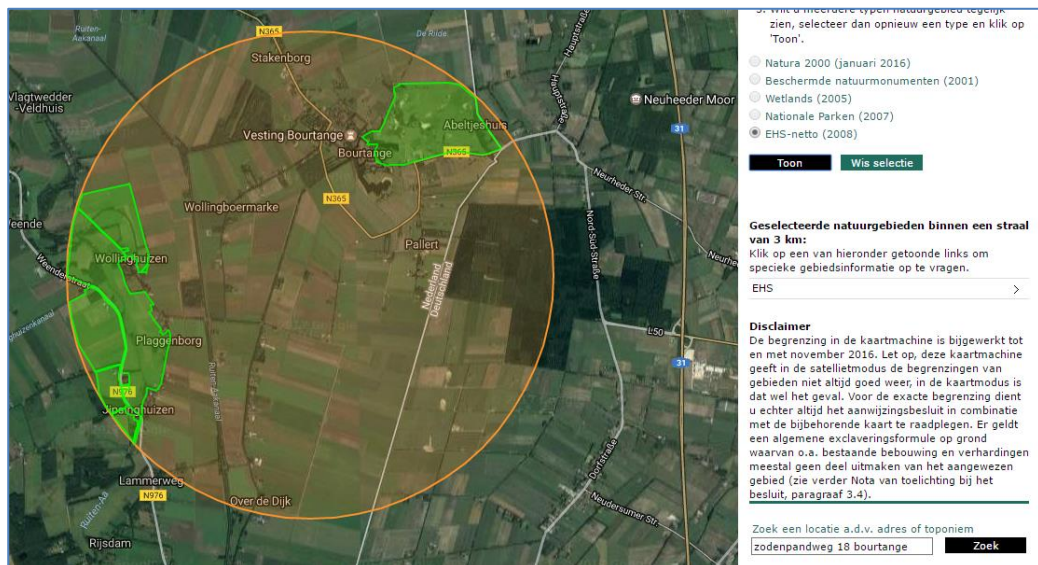 Ruiten-
Aekanaal
N365
De Rijde
Hauptstraße
Stakenborg
Vlagtwedder
-Veldhuis
Neuheeder Moor
Abeltjeshuis
31
Vesting Bourtange
Bourtange
N365
Neurheder Str.
N365
Wollingboermarke
Weende
Nord-Süd-Straße
Pallert
Wollinghuizen
Weenderstraat
Nederland
Deutschland
L50
Plaggenborg
31
N976
Ruiten-Aa
Kanaal
Jipsinghuizen
Dorfstraße
Lammerweg
N976
Over de Dijk
Neudersumer Str.
Ruiten-Aa
Rijsdam
zien, selecteer dan opnieuw een type en klik op
'Toon'.
Natura 2000 (januari 2016)
Beschermde natuurmonumenten (2001)
Wetlands (2005)
Nationale Parken (2007)
EHS-netto (2008)
Toon
Wis selectie
Geselecteerde natuurgebieden binnen een straal
van 3 km:
Klik op een van hieronder getoonde links om
specieke gebiedsinformatie op te vragen.
EHS
Disclaimer
De begrenzing in de kaartmachine is bijgewerkt tot
en met november 2016. Let op, deze kaartmachine
geeft in de satellietmodus de begrenzingen van
gebieden niet altijd goed weer, in de kaartmodus is
dat wel het geval. Voor de exacte begrenzing dient
u echter altijd het aanwijzingsbesluit in combinatie
met de bijbehorende kaart te raadplegen. Er geldt
een algemene exclaveringsformule op grond
waarvan o.a. bestaande bebouwing en verhardingen
meestal geen deel uitmaken van het aangewezen
gebied (zie verder Nota van toelichting bij het
besluit, paragraaf 3.4).
Zoek een locatie a.d.v. adres of toponiem
zodenpandweg 18 bourtange
Zoek